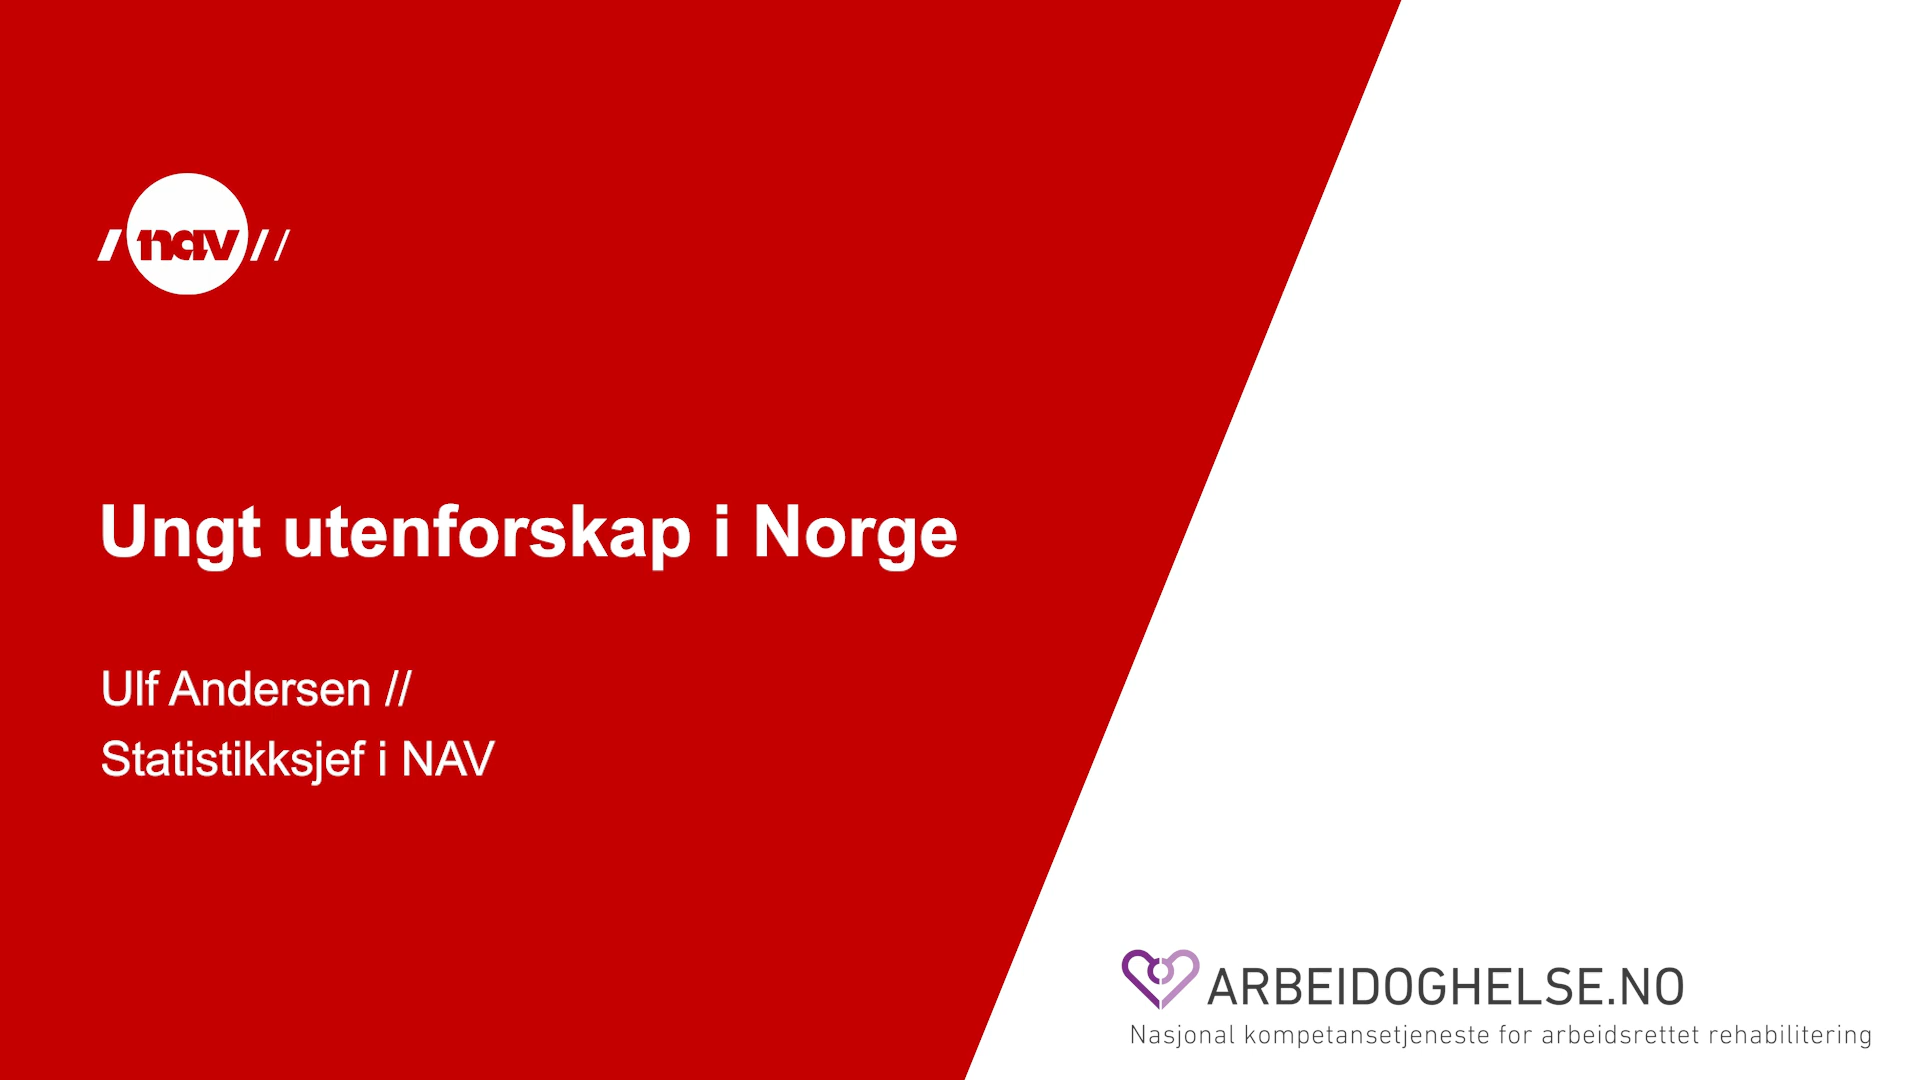 /nav//
Ungt utenforskap i Norge
Ulf Andersen //
Statistikksjef i NAV
ARBEIDOGHELSE.NO
Nasjonal kompetansetjeneste for arbeidsrettet rehabilitering